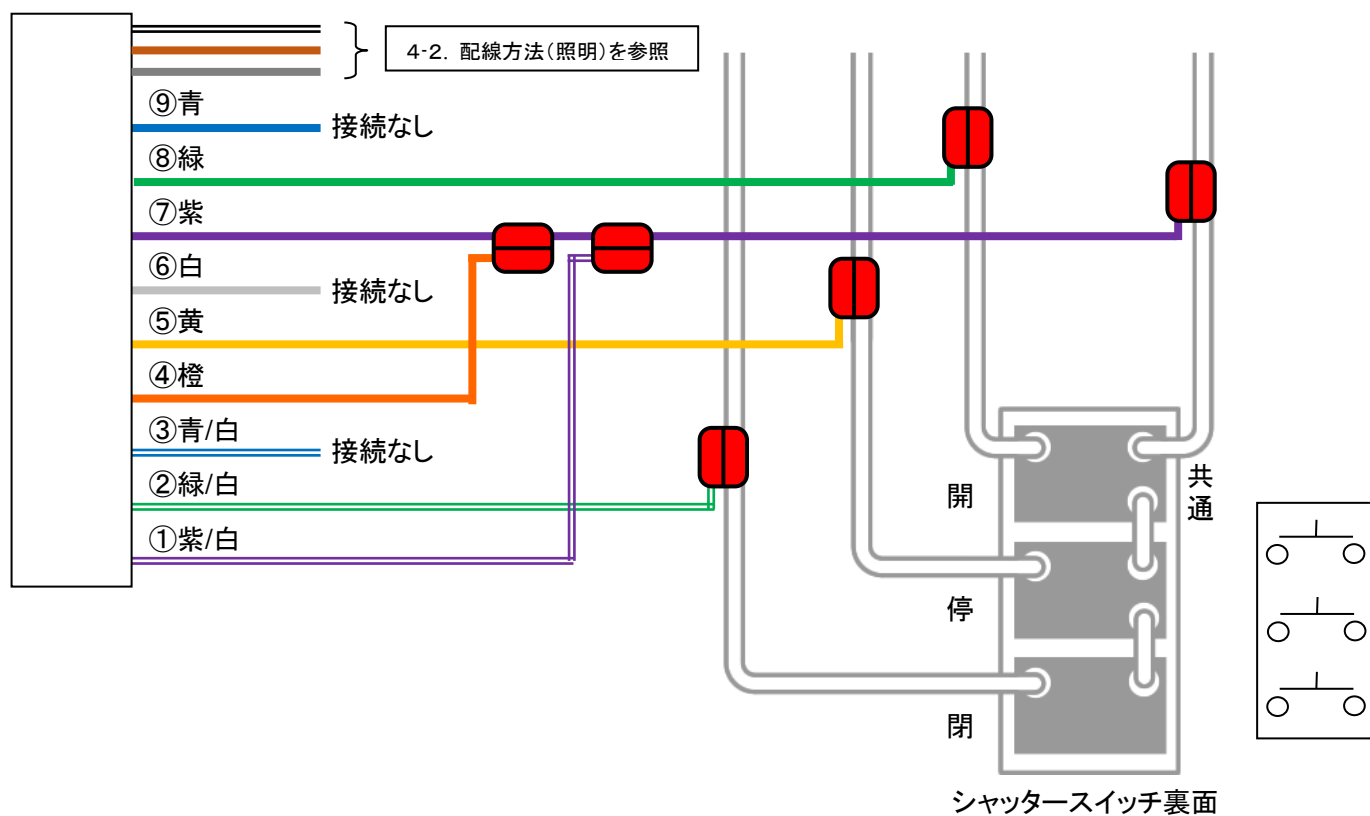 4-2. 配線方法(照明)を参照
⑨青
接続なし
⑧緑
⑦紫
⑥白
接続なし
⑤黄
④橙
③青/白
接続なし
②緑/白
①紫/白
開
共通
停
閉
シャッタースイッチ裏面